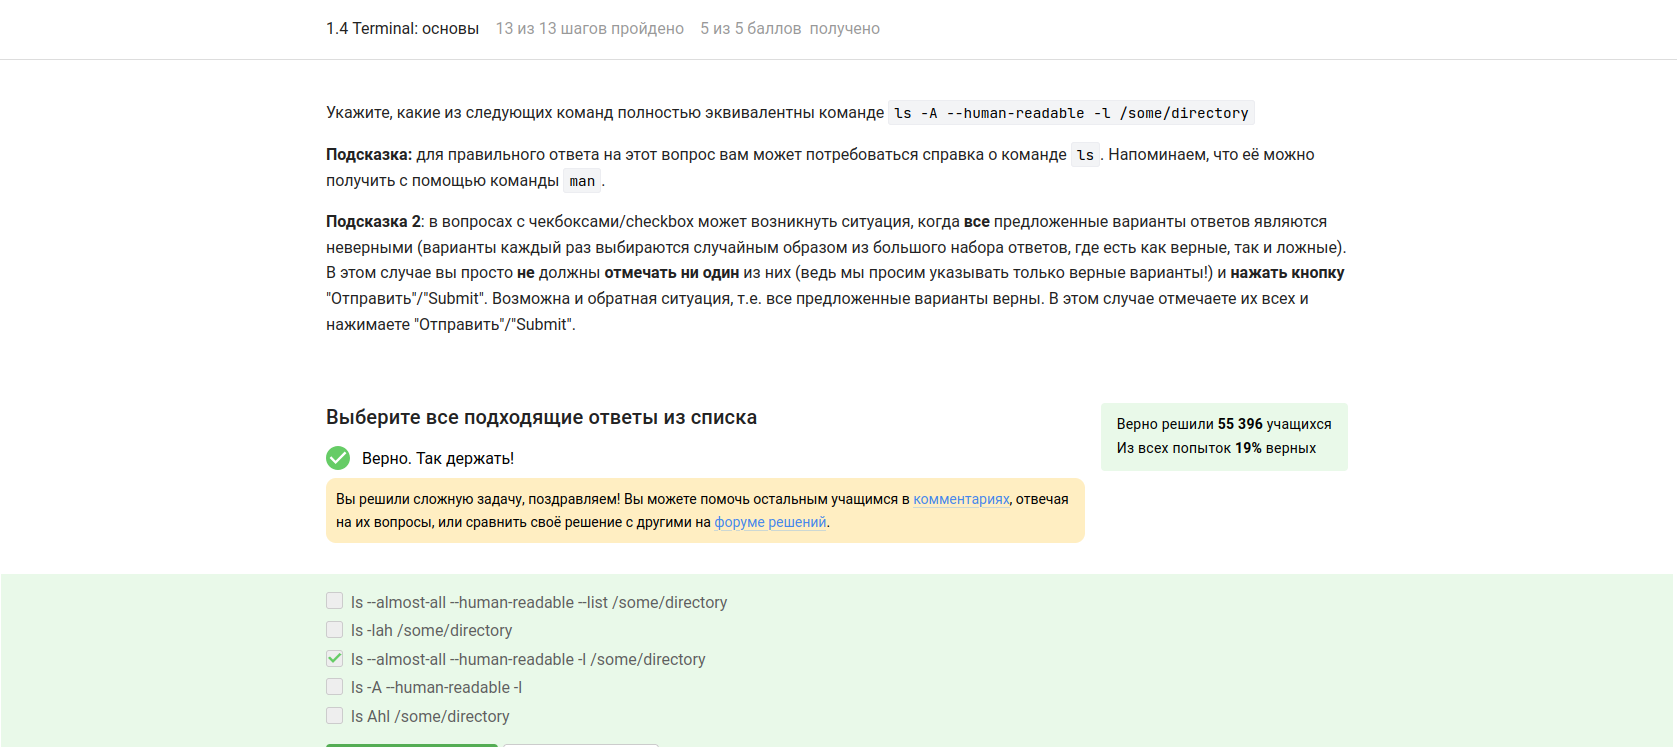 1.4 Terminal: основы 13 из 13 шагов пройдено 5 из 5 баллов получено
Укажите, какие из следующих команд полностью эквивалентны команде ls -A --human-readable -l /some/directory
Подсказка: для правильного ответа на этот вопрос вам может потребоваться справка о команде ls. Напоминаем, что её можно
получить с помощью команды man.
Подсказка 2: в вопросах с чекбоксами/checkbox может возникнуть ситуация, когда все предложенные варианты ответов являются
неверными (варианты каждый раз выбираются случайным образом из большого набора ответов, где есть как верные, так и ложные).
В этом случае вы просто не должны отмечать ни один из них (ведь мы просим указывать только верные варианты!) и нажать кнопку
"Отправить"/"Submit". Возможна и обратная ситуация, т.е. все предложенные варианты верны. В этом случае отмечаете их всех и
нажимаете "Отправить"/"Submit".
Выберите все подходящие ответы из списка
Верно решили 55 396 учащихся
Из всех попыток 19% верных
Верно. Так держать!
Вы решили сложную задачу, поздравляем! Вы можете помочь остальным учащимся в комментариях, отвечая
на их вопросы, или сравнить своё решение с другими на форуме решений.
ls --almost-all --human-readable --list /some/directory
ls -lah /some/directory
ls --almost-all --human-readable -l /some/directory
ls -A --human-readable -l
ls Ahl /some/directory